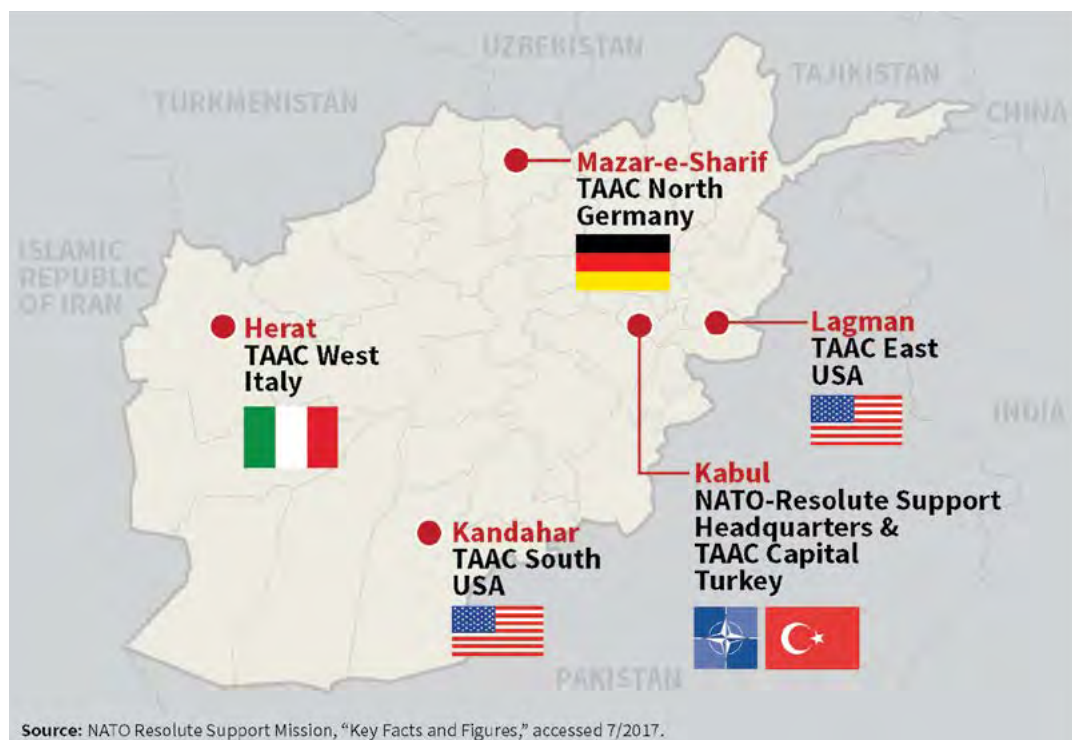 UZBEKISTAN
TAJIKISTAN
TURKMENISTAN
CHINA
Mazar-e-Sharif
TAAC North
Germany
ISLAMIC
REPUBLIC
OF IRAN
Herat
TAAC West
Italy
Lagman
TAAC East
USA
INDIA
Kabul
NATO-Resolute Support
Headquarters &
TAAC Capital
Turkey
Kandahar
TAAC South
USA
PAKISTAN
Source: NATO Resolute Support Mission, “Key Facts and Figures,” accessed 7/2017.